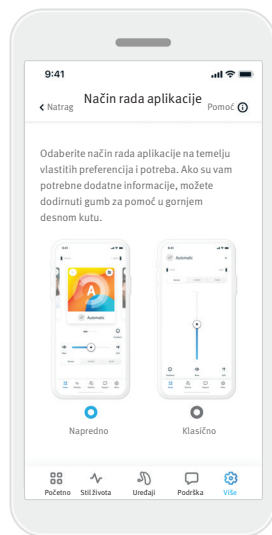 9:41
Natrag
Način rada aplikacije
Pomoć
Odaberite način rada aplikacije na temelju
vlastitih preferencija i potreba. Ako su vam
potrebne dodatne informacije, možete
dodirnuti gumb za pomoć u gornjem
desnom kutu.
A
Automatic
Automatic
Napredno
Klasično
Početno
Stil života
Uređaji
Podrška
Više